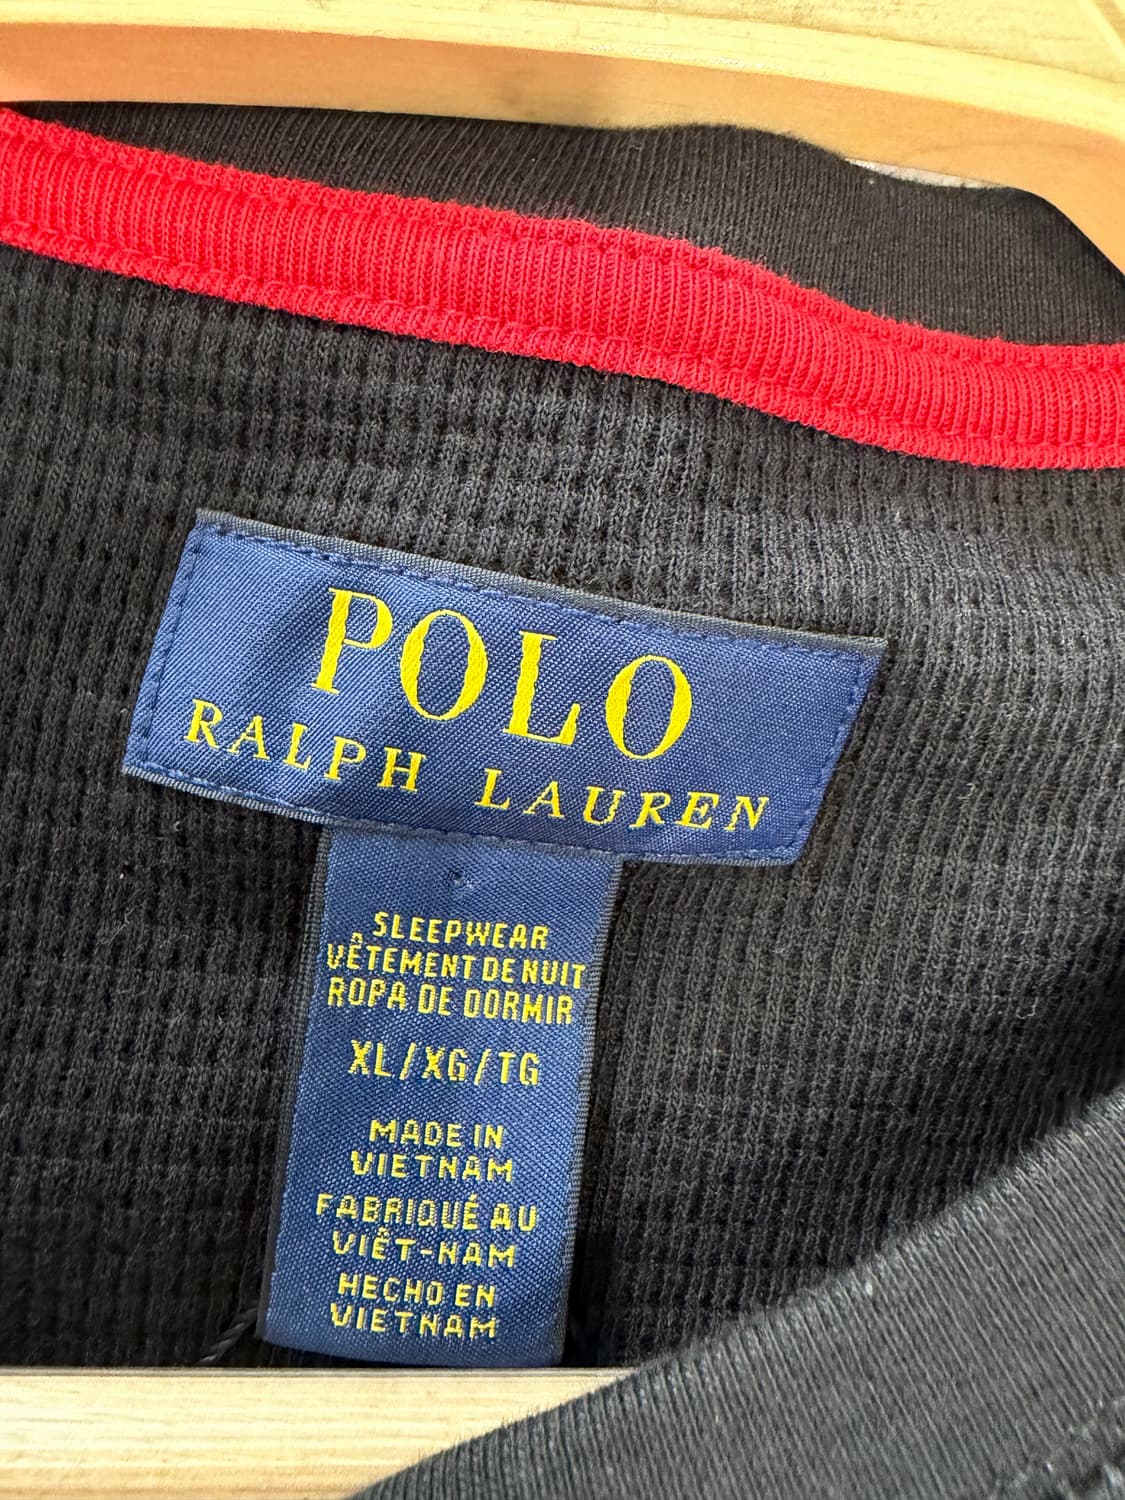 POLO
RALPH LAUREN
SLEEPWEAR
VÊTEMENT DE NUIT
ROPA DE DORMIR
XL/XG/TG
MADE IN
VIETNAM
FABRIQUÉ AU
VIÊT-NAM
HECHO EN
VIETNAM